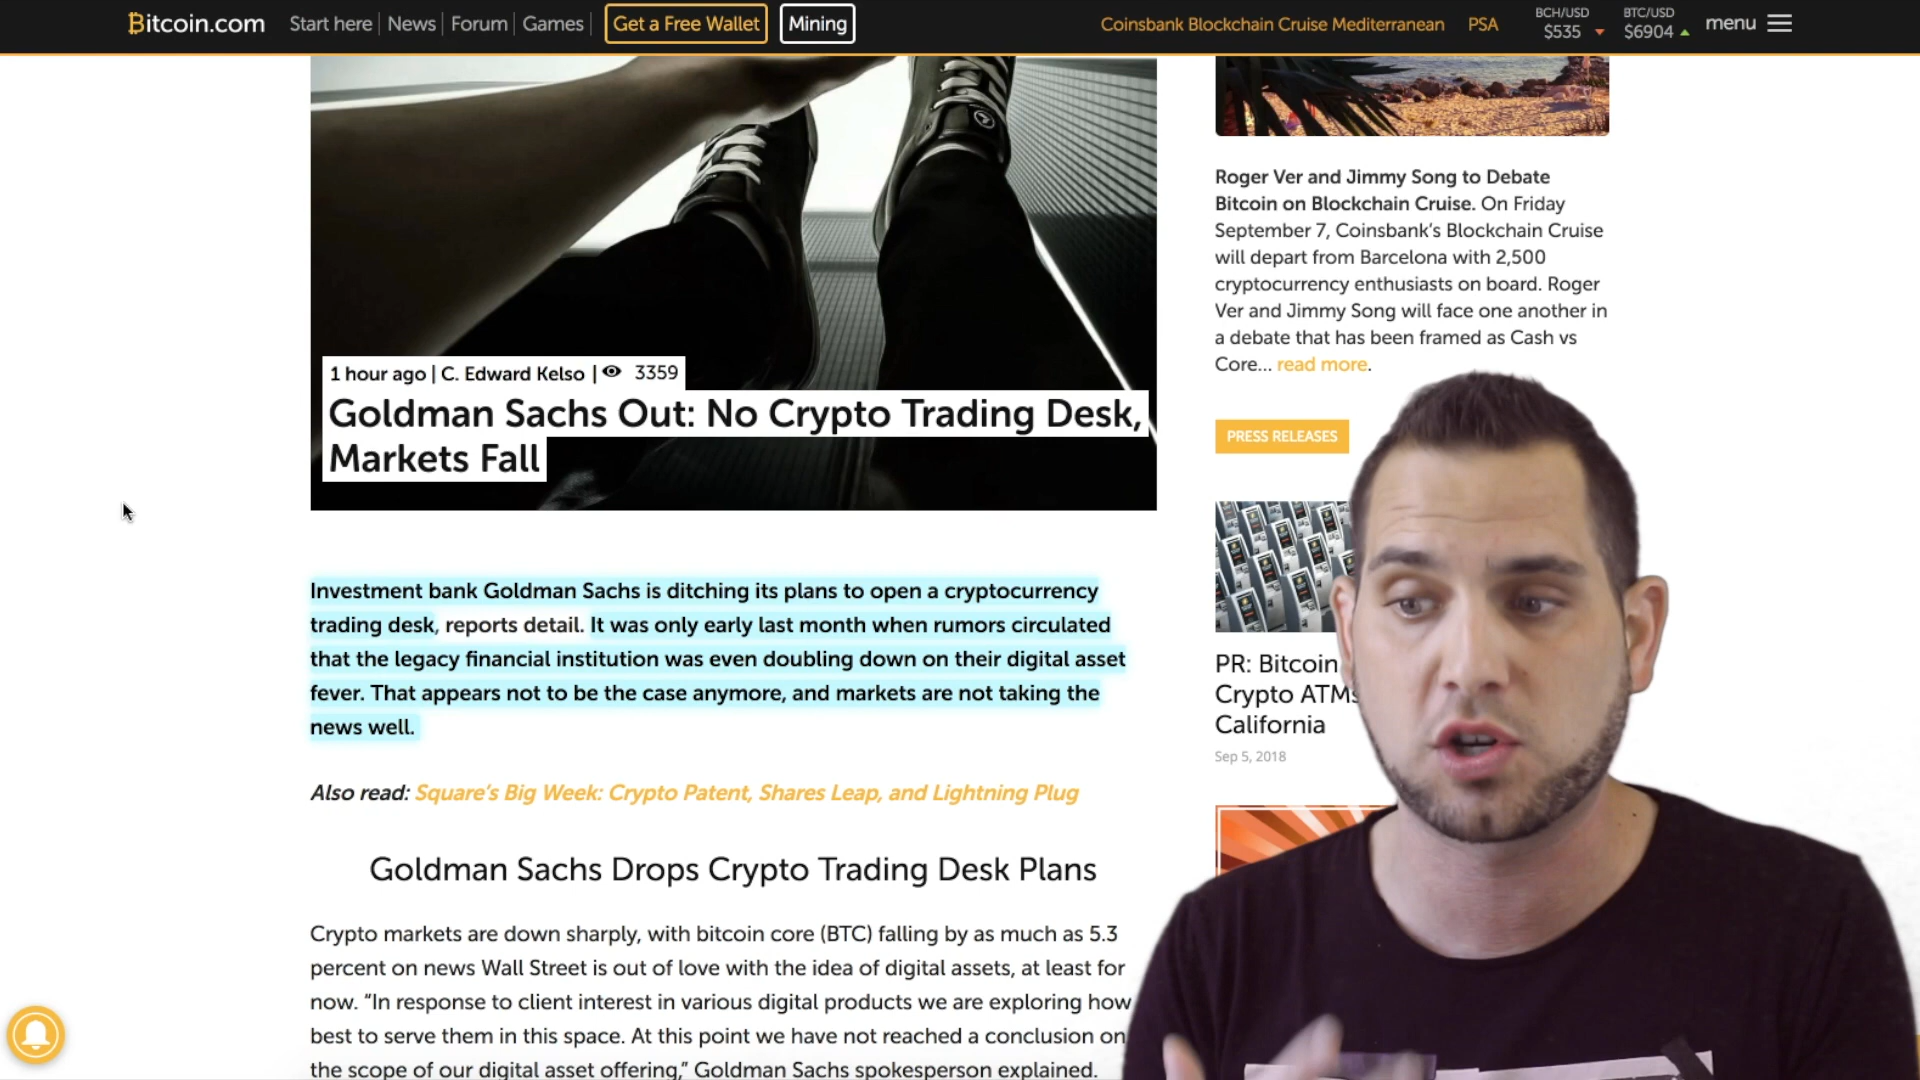 Bitcoin.com
Start here
News
Forum
Games
Get a Free Wallet
Mining
Coinsbank Blockchain Cruise Mediterranean
PSA
BCH/USD
$535
BTC/USD
$6904
menu
1 hour ago | C. Edward Kelso | 3359
Goldman Sachs Out: No Crypto Trading Desk,
Markets Fall
Investment bank Goldman Sachs is ditching its plans to open a cryptocurrency
trading desk, reports detail. It was only early last month when rumors circulated
that the legacy financial institution was even doubling down on their digital asset
fever. That appears not to be the case anymore, and markets are not taking the
news well.
Also read: Square's Big Week: Crypto Patent, Shares Leap, and Lightning Plug
Goldman Sachs Drops Crypto Trading Desk Plans
Crypto markets are down sharply, with bitcoin core (BTC) falling by as much as 5.3
percent on news Wall Street is out of love with the idea of digital assets, at least for
now. “In response to client interest in various digital products we are exploring how
best to serve them in this space. At this point we have not reached a conclusion on
the scope of our digital asset offering,” Goldman Sachs spokesperson explained.
Roger Ver and Jimmy Song to Debate
Bitcoin on Blockchain Cruise. On Friday
September 7, Coinsbank’s Blockchain Cruise
will depart from Barcelona with 2,500
cryptocurrency enthusiasts on board. Roger
Ver and Jimmy Song will face one another in
a debate that has been framed as Cash vs
Core... read more.
PRESS RELEASES
PR: Bitcoin
Crypto ATMs
California
Sep 5, 2018